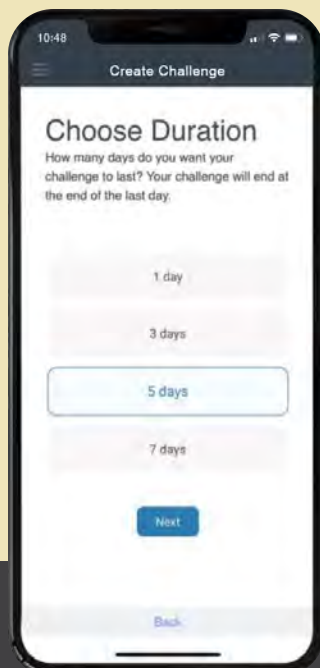 10:48
Create Challenge
Choose Duration
How many days do you want your
challenge to last? Your challenge will end at
the end of the last day.
1 day
3 days
5 days
7 days
Next
Back